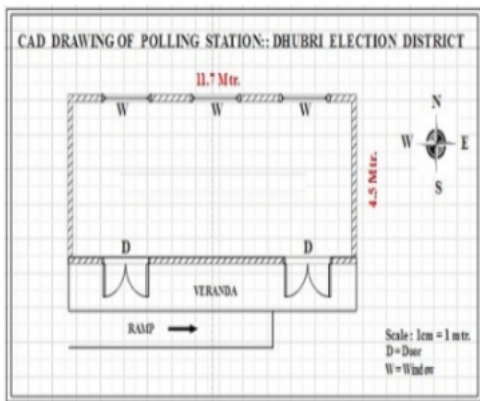 CAD DRAWING OF POLLING STATION:: DHUBRI ELECTION DISTRICT
11.7 Mtr.
W W W
N
W E
S
4.5 Mtr.
D D
VERANDA
RAMP
Scale: 1cm = 1 mtr.
D=Door
W=Window